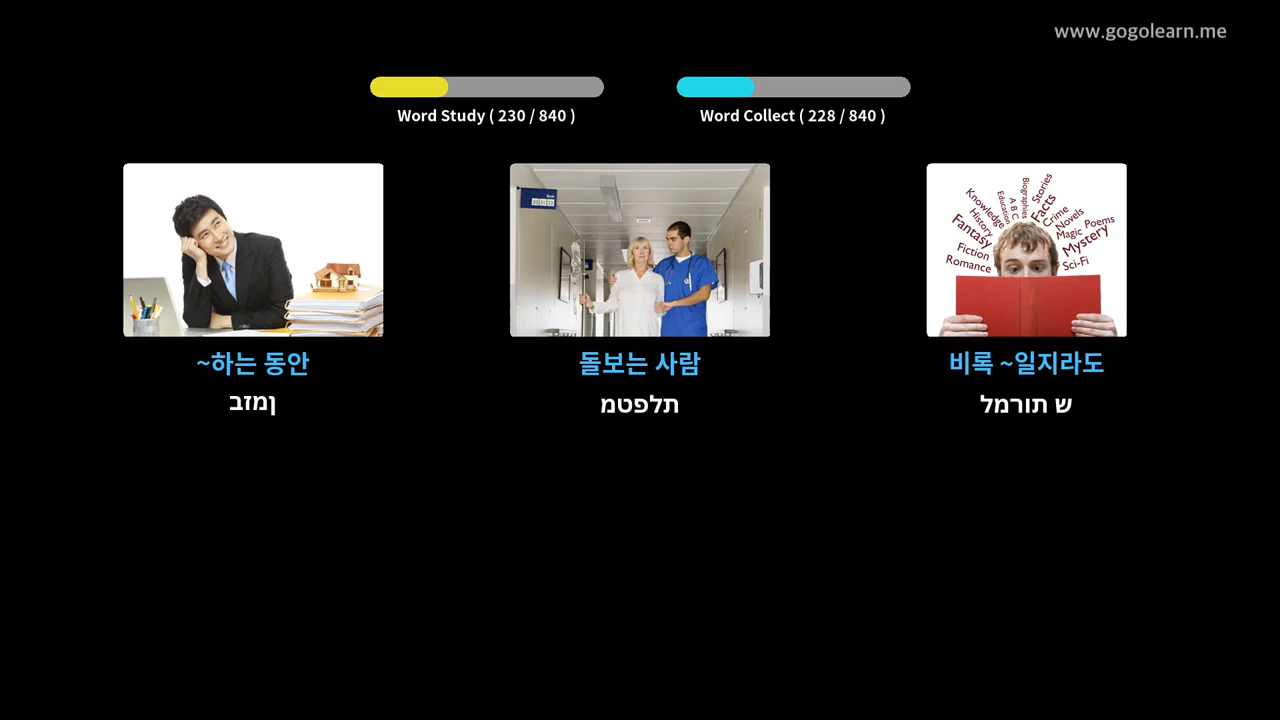 www.gogolearn.me
Word Study ( 230 / 840 )
Word Collect ( 228 / 840 )
Knowledge
History
Fantasy
Fiction
Romance
Education
A B C
Biographies
Stories
Facts
Crime
Novels
Magic
Poems
Mystery
Sci-Fi
~하는 동안
돌보는 사람
비록 ~일지라도
בזמן
מטפלת
למרות ש